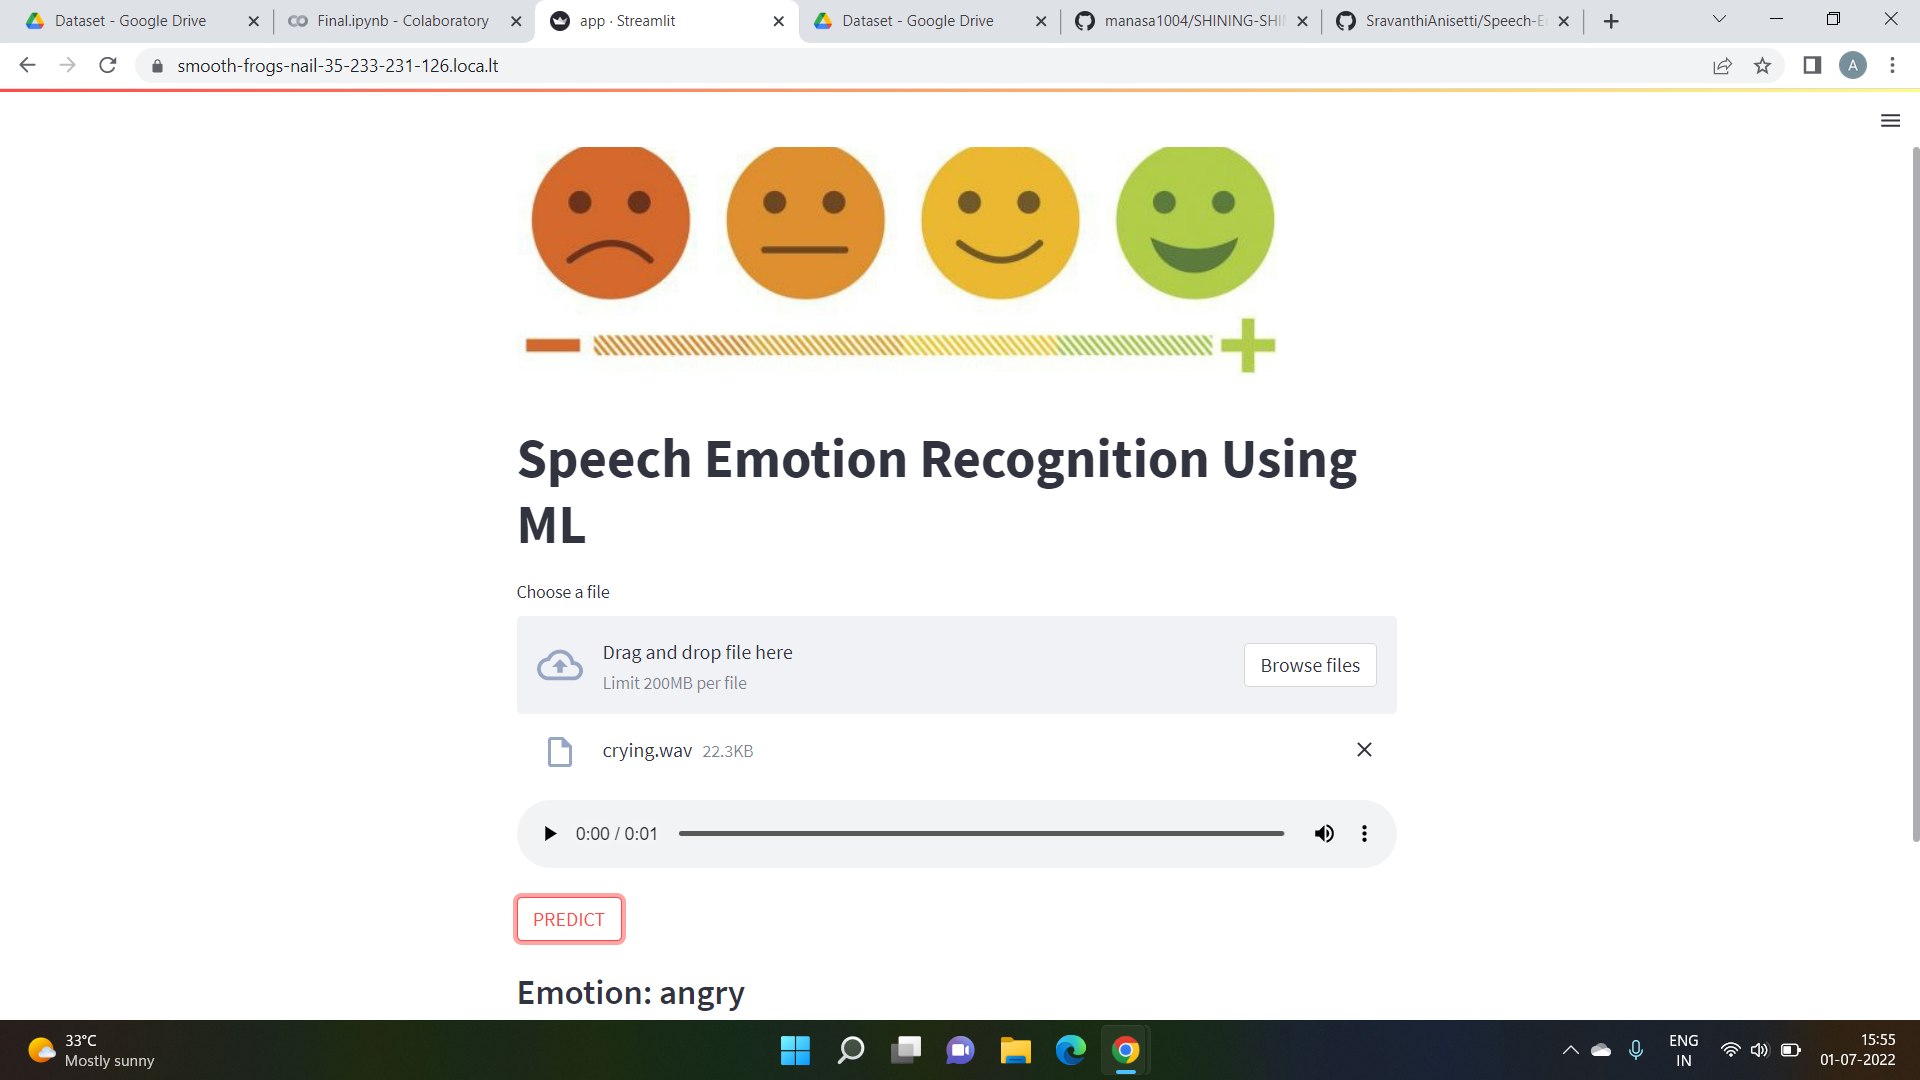 Dataset - Google Drive
Final.ipynb - Colaboratory
app · Streamlit
Dataset - Google Drive
manasa1004/SHINING-SHI
SravanthiAnisetti/Speech-E
smooth-frogs-nail-35-233-231-126.loca.lt
A
Speech Emotion Recognition Using
ML
Choose a file
Drag and drop file here
Limit 200MB per file
Browse files
crying.wav 22.3KB
0:00 / 0:01
PREDICT
Emotion: angry
33°C
Mostly sunny
ENG
IN
15:55
01-07-2022